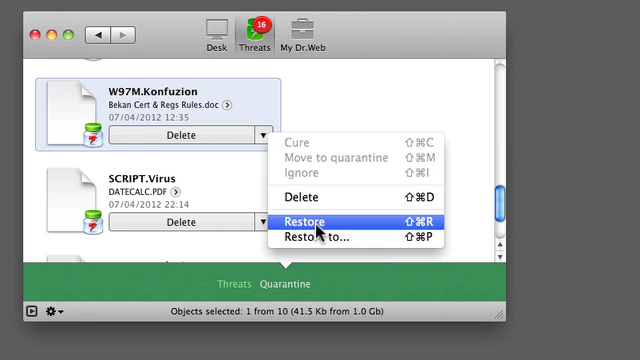 16
Desk Threats My Dr.Web
W97M.Konfuzion
Bekan Cert & Regs Rules.doc
07/04/2012 12:35
Delete
Cure ⇧⌘C
Move to quarantine ⇧⌘M
Ignore ⇧⌘I
Delete ⇧⌘D
Restore ⇧⌘R
Restore to... ⇧⌘P
SCRIPT.Virus
DATECALC.PDF
07/04/2012 22:14
Delete
Threats Quarantine
Objects selected: 1 from 10 (41.5 Kb from 1.0 Gb)